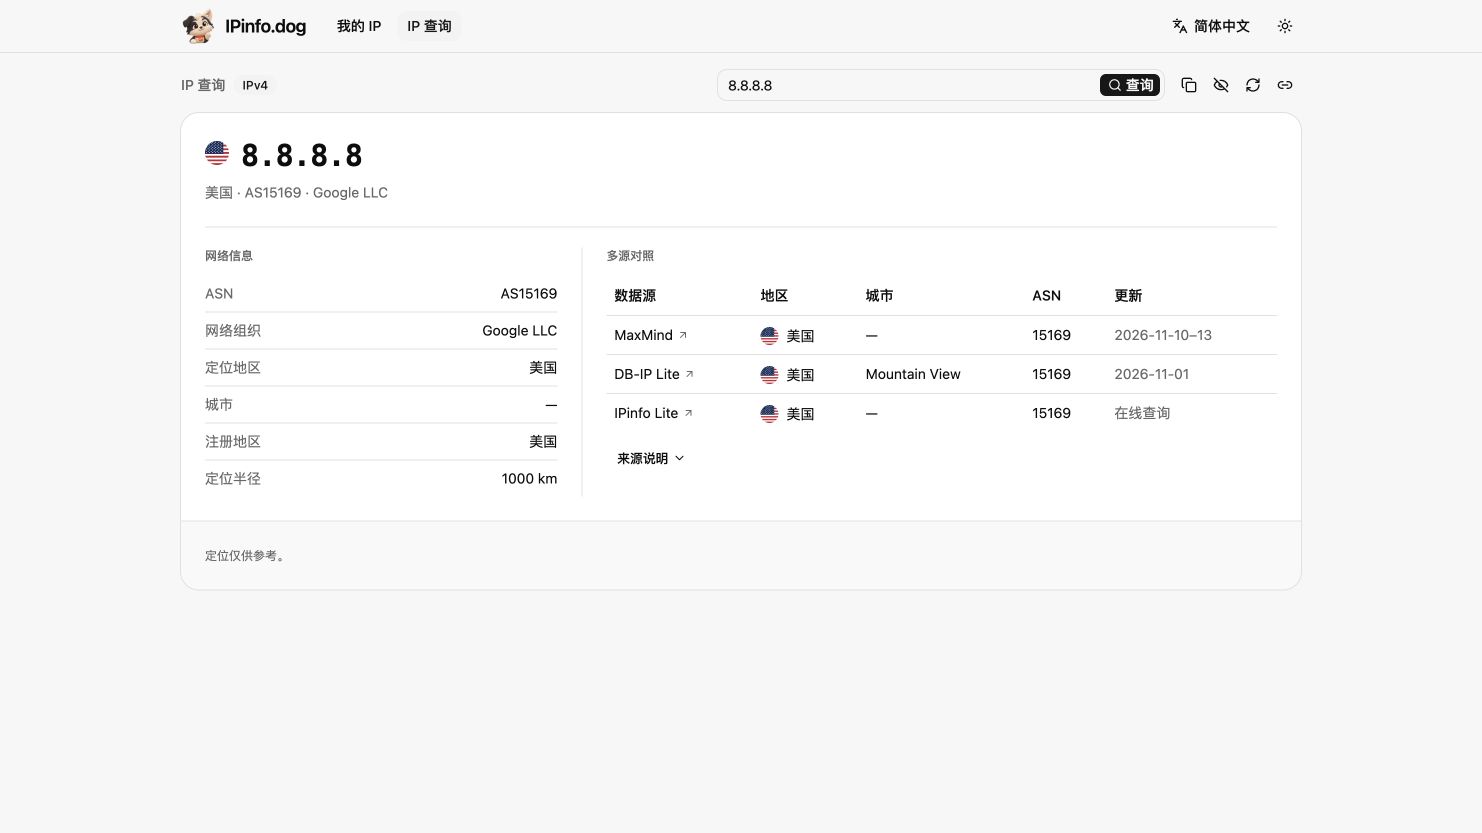 IPinfo.dog 我的 IP IP 查询 简体中文
IP 查询 IPv4 8.8.8.8 查询
8.8.8.8
美国 · AS15169 · Google LLC
网络信息
ASN AS15169
网络组织 Google LLC
定位地区 美国
城市 —
注册地区 美国
定位半径 1000 km
多源对照
数据源 地区 城市 ASN 更新
MaxMind 美国 — 15169 2026-11-10–13
DB-IP Lite 美国 Mountain View 15169 2026-11-01
IPinfo Lite 美国 — 15169 在线查询
来源说明
定位仅供参考。